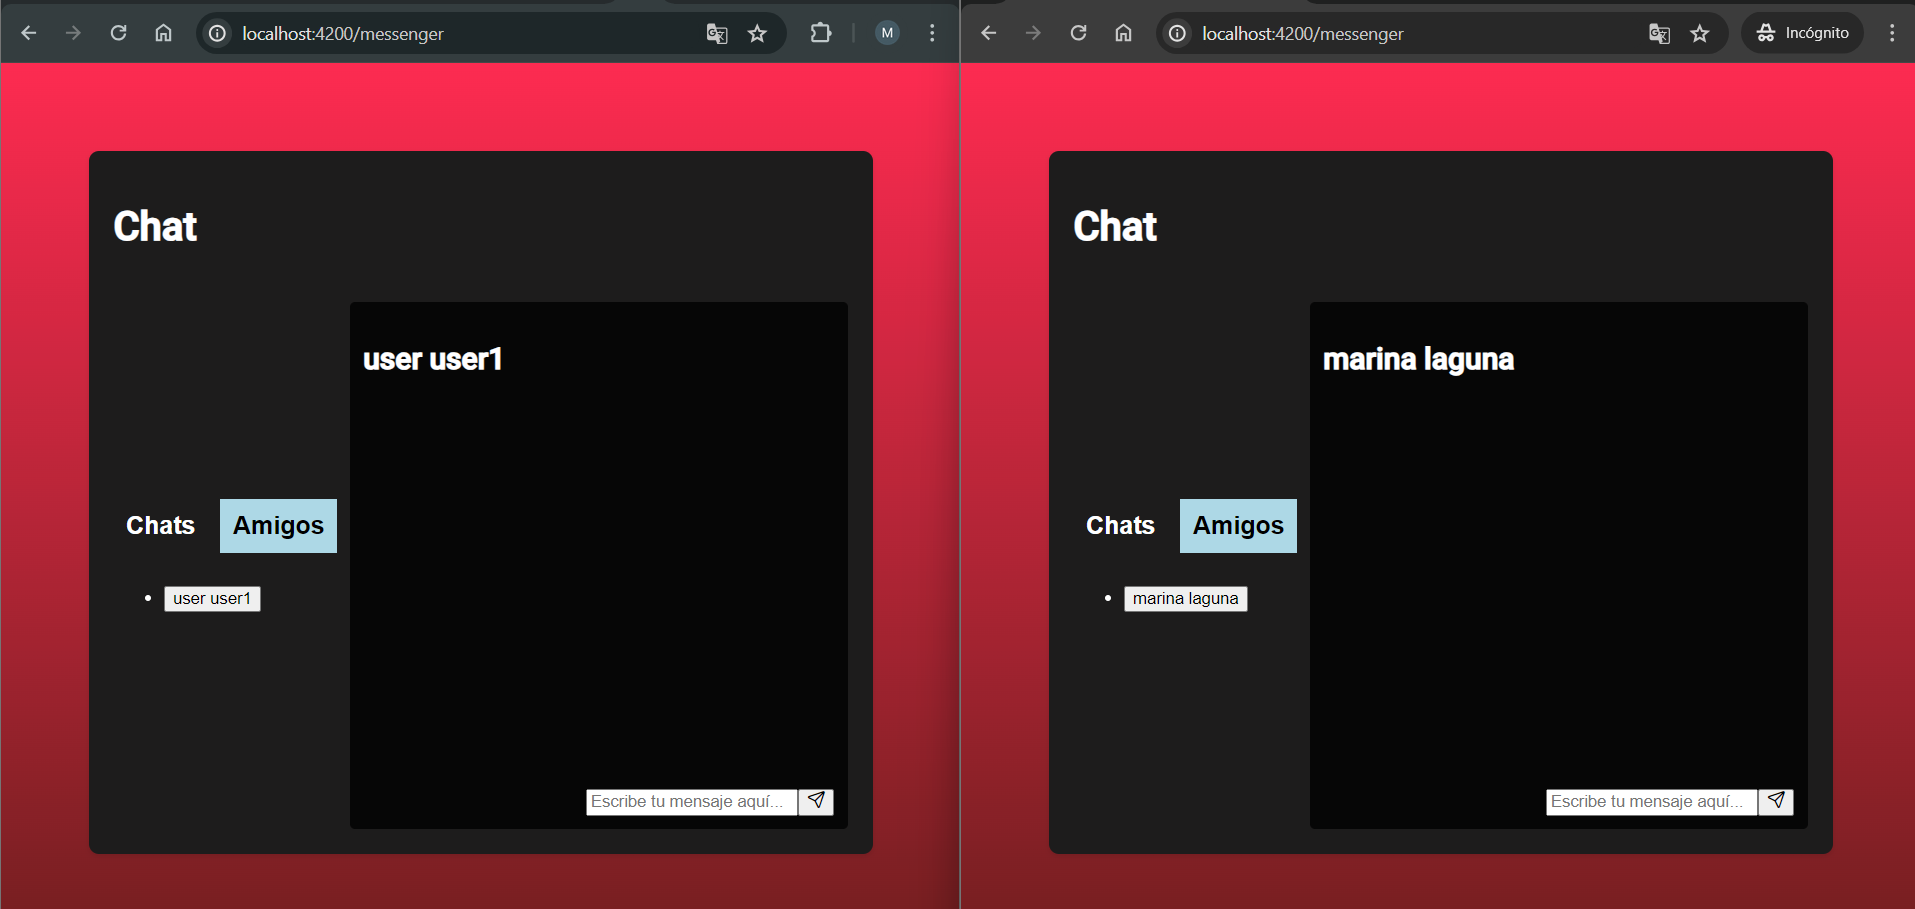 localhost:4200/messenger
M
Chat
user user1
Chats
Amigos
user user1
Escribe tu mensaje aquí...
localhost:4200/messenger
Incógnito
Chat
marina laguna
Chats
Amigos
marina laguna
Escribe tu mensaje aquí...